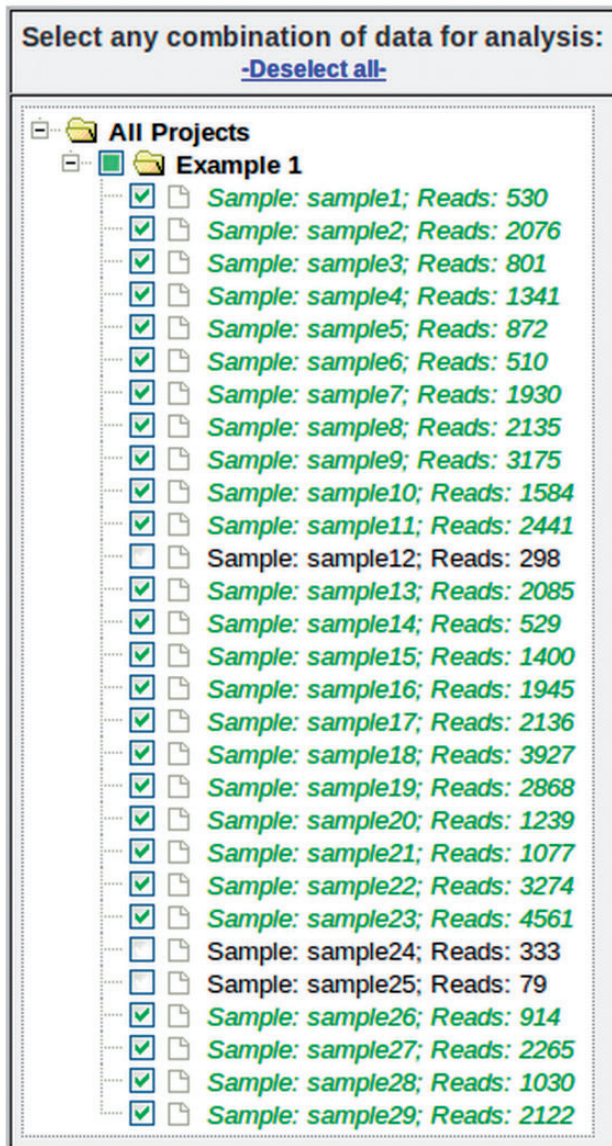 Select any combination of data for analysis:
-Deselect all-
All Projects
Example 1
Sample: sample1; Reads: 530
Sample: sample2; Reads: 2076
Sample: sample3; Reads: 801
Sample: sample4; Reads: 1341
Sample: sample5; Reads: 872
Sample: sample6; Reads: 510
Sample: sample7; Reads: 1930
Sample: sample8; Reads: 2135
Sample: sample9; Reads: 3175
Sample: sample10; Reads: 1584
Sample: sample11; Reads: 2441
Sample: sample12; Reads: 298
Sample: sample13; Reads: 2085
Sample: sample14; Reads: 529
Sample: sample15; Reads: 1400
Sample: sample16; Reads: 1945
Sample: sample17; Reads: 2136
Sample: sample18; Reads: 3927
Sample: sample19; Reads: 2868
Sample: sample20; Reads: 1239
Sample: sample21; Reads: 1077
Sample: sample22; Reads: 3274
Sample: sample23; Reads: 4561
Sample: sample24; Reads: 333
Sample: sample25; Reads: 79
Sample: sample26; Reads: 914
Sample: sample27; Reads: 2265
Sample: sample28; Reads: 1030
Sample: sample29; Reads: 2122